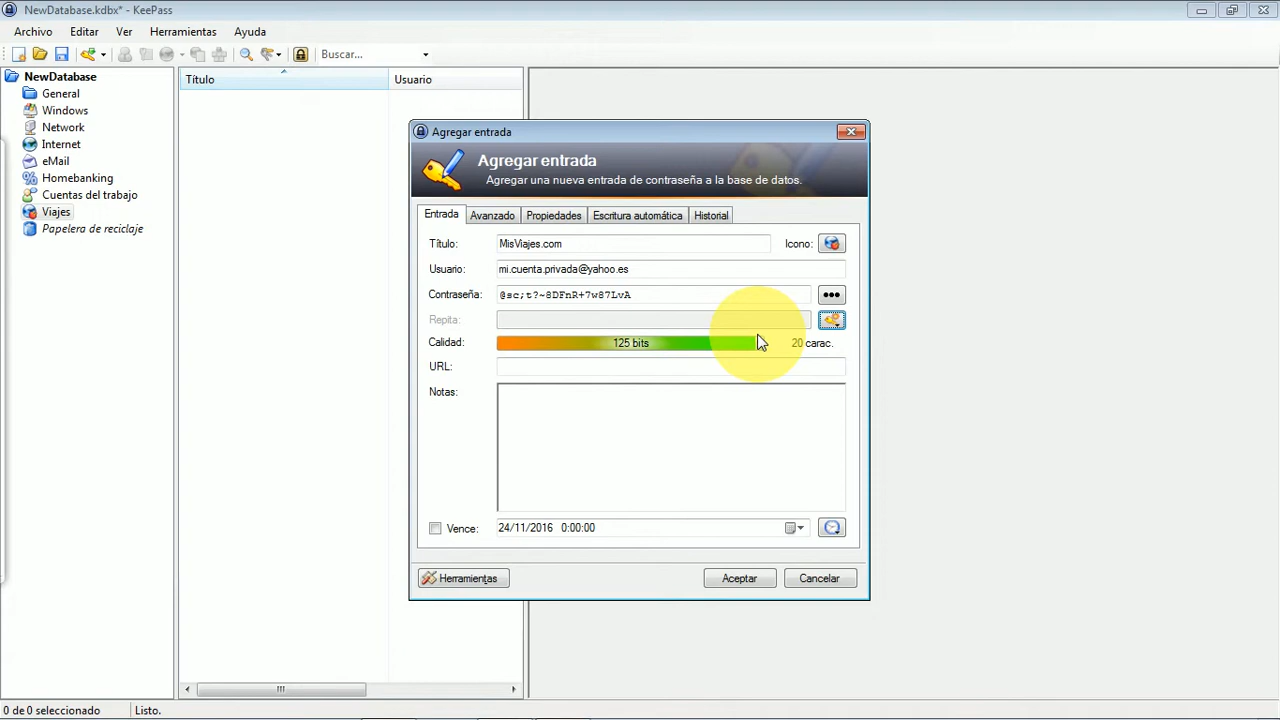 NewDatabase.kdbx* - KeePass
Archivo Editar Ver Herramientas Ayuda
Buscar...
NewDatabase
General
Windows
Network
Internet
eMail
Homebanking
Cuentas del trabajo
Viajes
Papelera de reciclaje
Título Usuario
Agregar entrada
Agregar entrada
Agregar una nueva entrada de contraseña a la base de datos.
Entrada Avanzado Propiedades Escritura automática Historial
Título: MisViajes.com Icono:
Usuario: mi.cuenta.privada@yahoo.es
Contraseña: @sc;t?~8DFnR+7w87LvA
Repita:
Calidad: 125 bits 20 carac.
URL:
Notas:
Vence: 24/11/2016 0:00:00
Herramientas Aceptar Cancelar
0 de 0 seleccionado Listo.